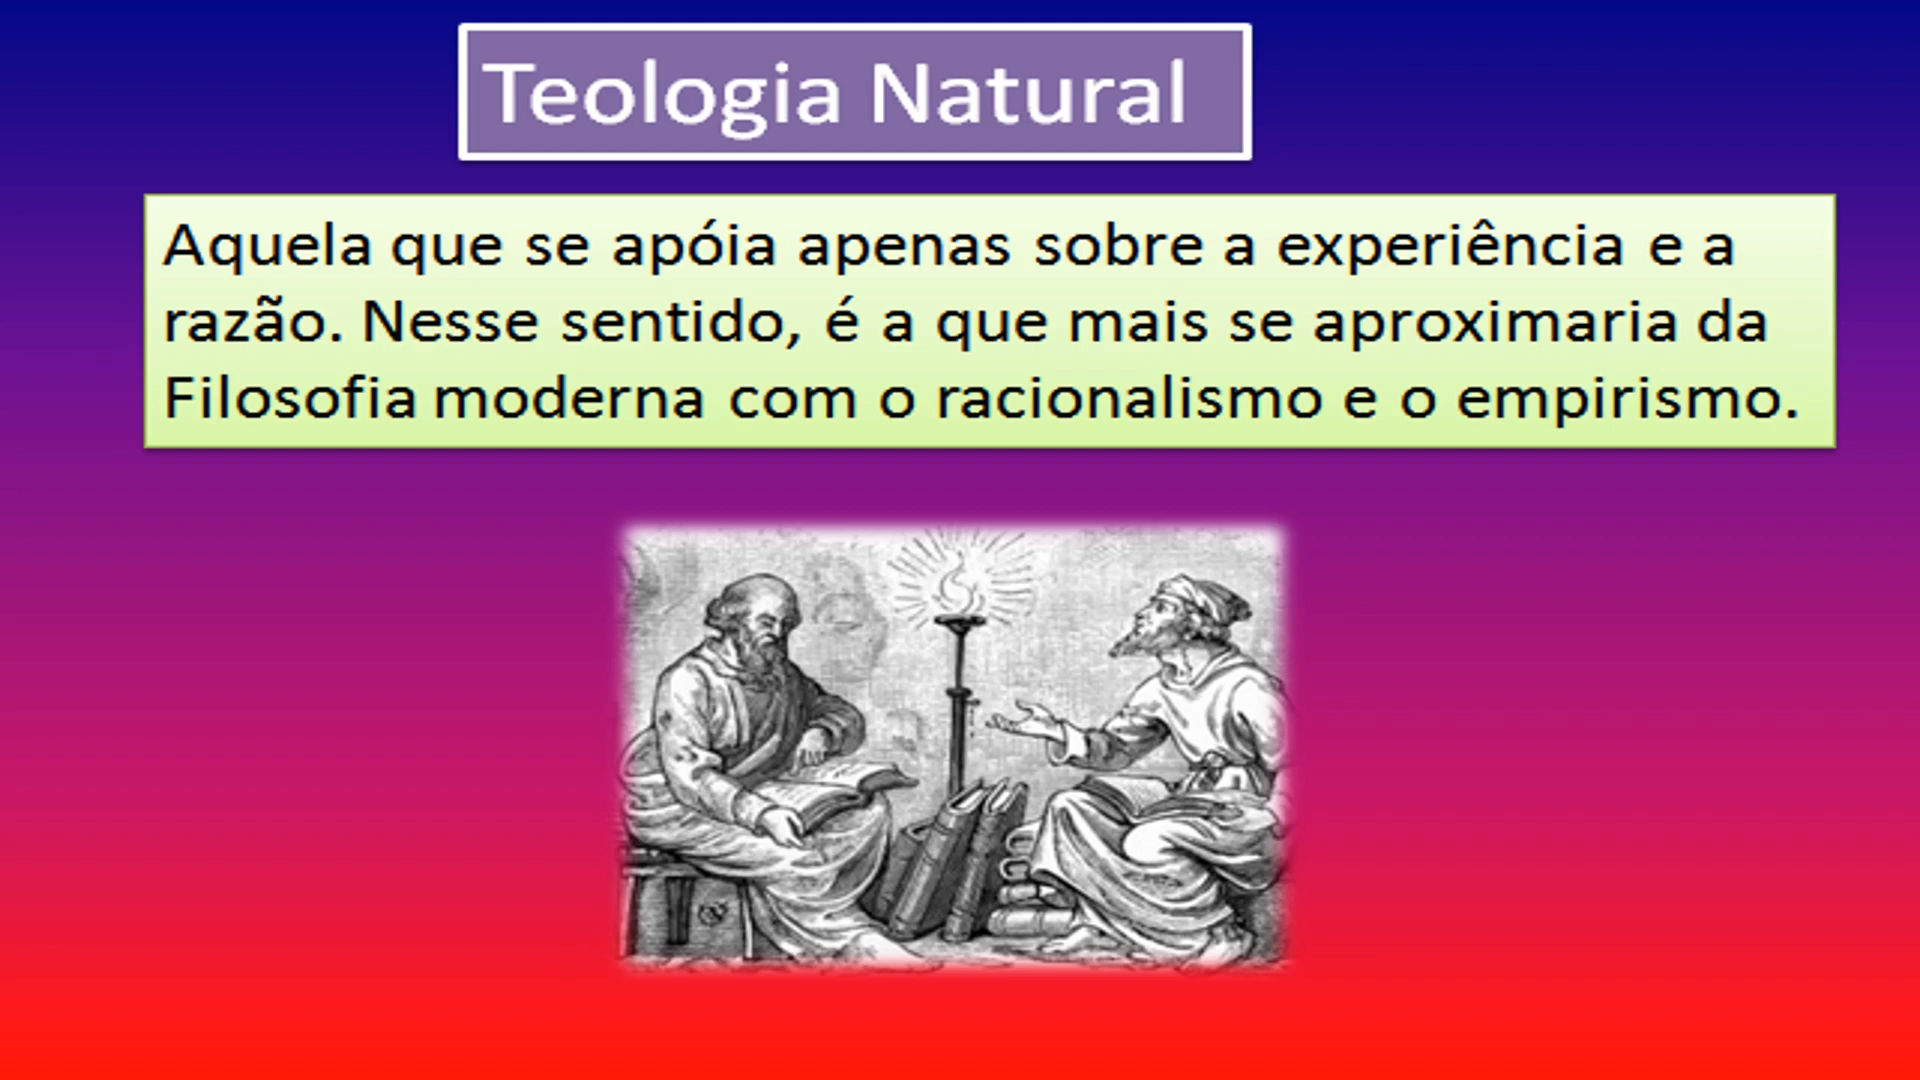 Teologia Natural
Aquela que se apóia apenas sobre a experiência e a
razão. Nesse sentido, é a que mais se aproximaria da
Filosofia moderna com o racionalismo e o empirismo.